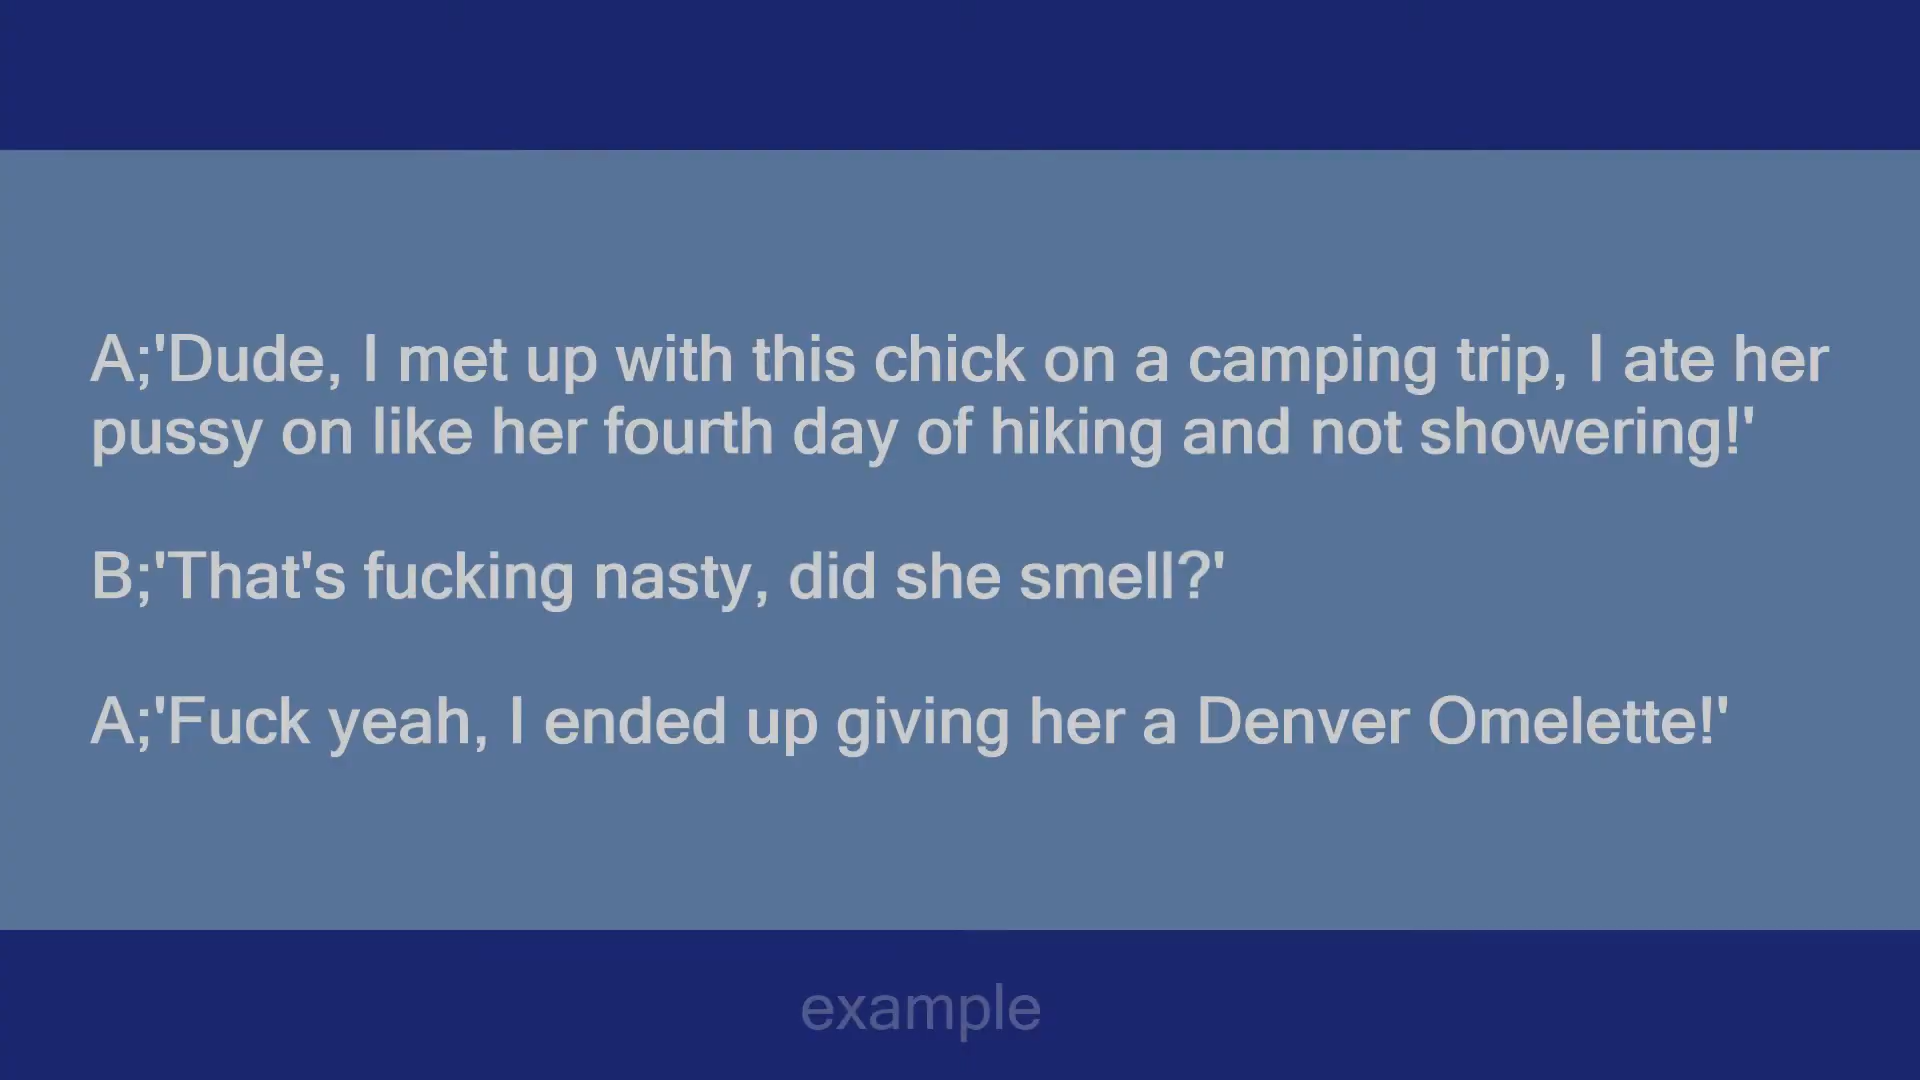 A;'Dude, I met up with this chick on a camping trip, I ate her
pussy on like her fourth day of hiking and not showering!'
B;'That's fucking nasty, did she smell?'
A;'Fuck yeah, I ended up giving her a Denver Omelette!'
example